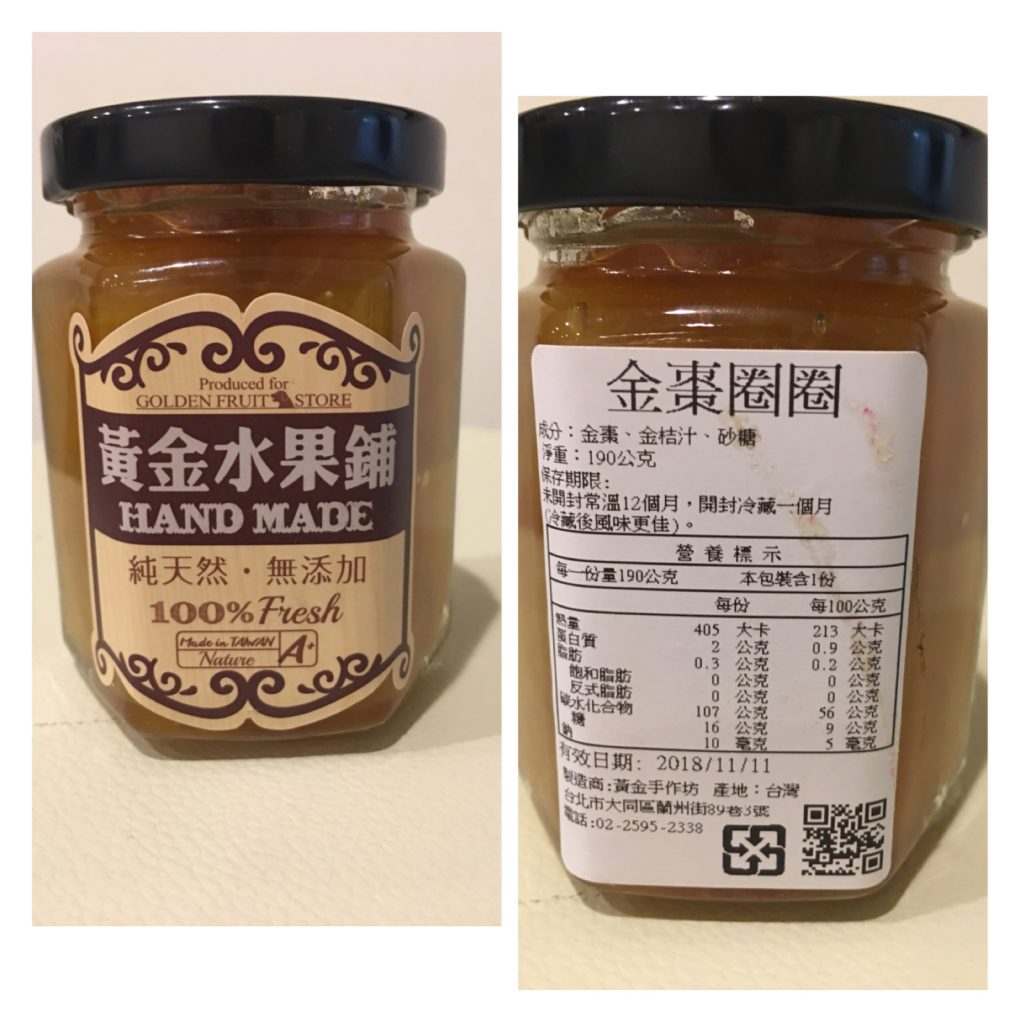 Produced for
GOLDEN FRUIT STORE
黃金水果鋪
HAND MADE
純天然・無添加
100% Fresh
Made in TAIWAN
Nature
A+
金棗圈圈
成分：金棗、金桔汁、砂糖
淨重：190公克
保存期限:
未開封常溫12個月，開封冷藏一個月
(冷藏後風味更佳)。
營養標示
每一份量190公克 本包裝含1份
每份 每100公克
熱量 405 大卡 213 大卡
蛋白質 2 公克 0.9 公克
脂肪 0.3 公克 0.2 公克
飽和脂肪 0 公克 0 公克
反式脂肪 0 公克 0 公克
碳水化合物 107 公克 56 公克
糖 16 公克 9 公克
鈉 10 毫克 5 毫克
有效日期: 2018/11/11
製造商:黃金手作坊 產地：台灣
台北市大同區蘭州街89巷3號
電話:02-2595-2338